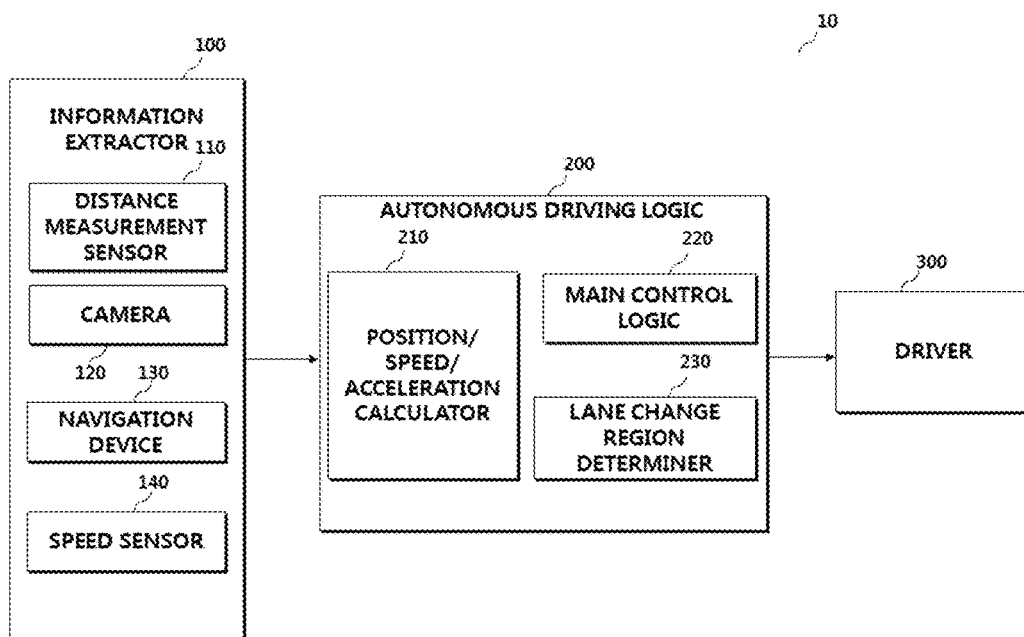 10
100
INFORMATION
EXTRACTOR
110
DISTANCE
MEASUREMENT
SENSOR
CAMERA
120
130
NAVIGATION
DEVICE
140
SPEED SENSOR
200
AUTONOMOUS DRIVING LOGIC
210
POSITION/
SPEED/
ACCELERATION
CALCULATOR
220
MAIN CONTROL
LOGIC
230
LANE CHANGE
REGION
DETERMINER
300
DRIVER